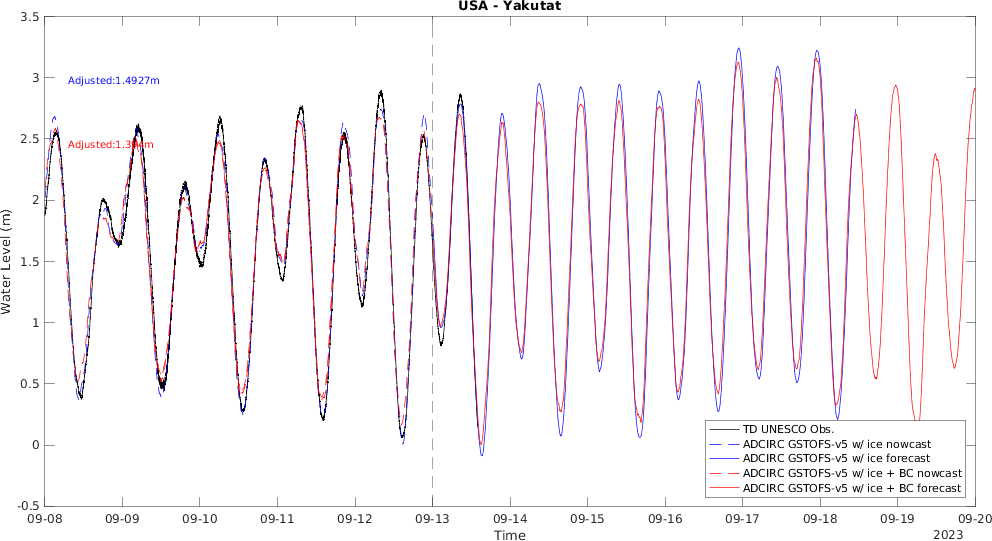 USA - Yakutat
3.5
3
2.5
2
1.5
1
0.5
0
-0.5
Water Level (m)
Adjusted:1.4927m
TD UNESCO Obs.
ADCIRC GSTOFS-v5 w/ ice nowcast
ADCIRC GSTOFS-v5 w/ ice forecast
ADCIRC GSTOFS-v5 w/ ice + BC nowcast
ADCIRC GSTOFS-v5 w/ ice + BC forecast
09-08 09-09 09-10 09-11 09-12 09-13 09-14 09-15 09-16 09-17 09-18 09-19 09-20
Time
2023